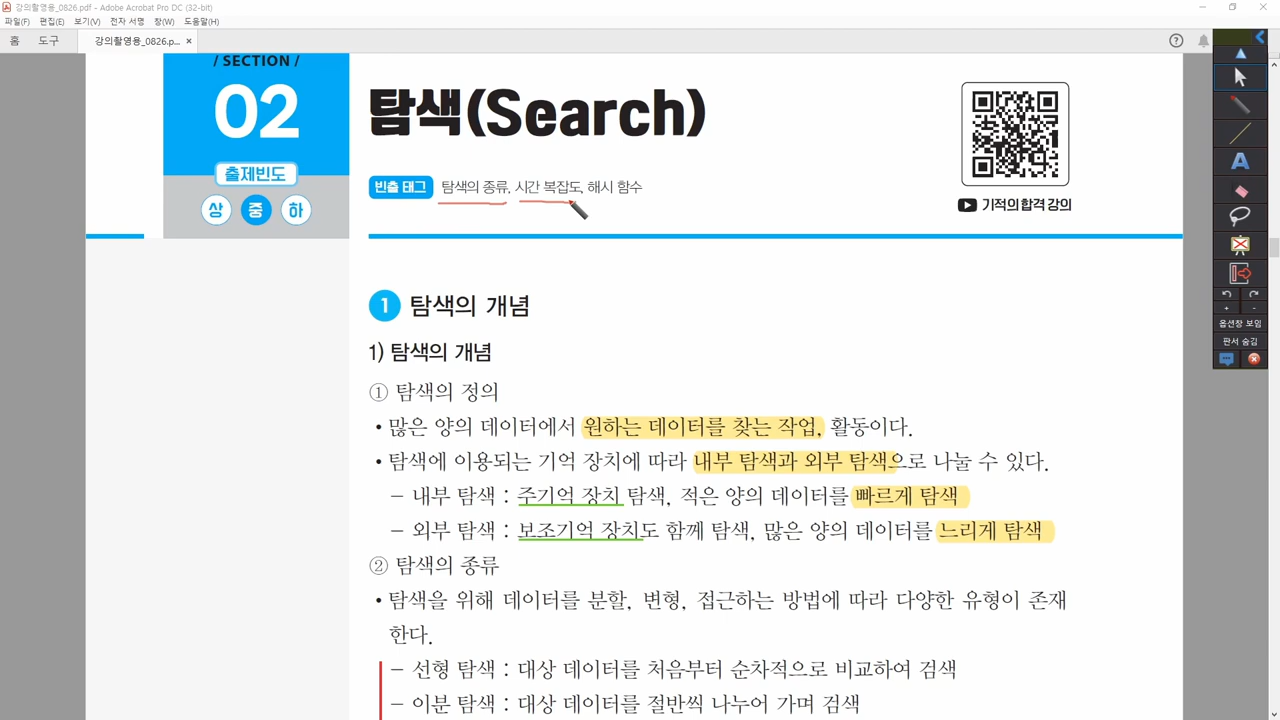 강의촬영용_0826.pdf - Adobe Acrobat Pro DC (32-bit)
파일(F) 편집(E) 보기(V) 전자 서명 창(W) 도움말(H)
홈 도구 강의촬영용_0826.p... ×
/ SECTION /
02
출제빈도
상 중 하
탐색(Search)
빈출 태그 탐색의 종류, 시간 복잡도, 해시 함수
기적의 합격 강의
1 탐색의 개념
1) 탐색의 개념
① 탐색의 정의
• 많은 양의 데이터에서 원하는 데이터를 찾는 작업, 활동이다.
• 탐색에 이용되는 기억 장치에 따라 내부 탐색과 외부 탐색으로 나눌 수 있다.
– 내부 탐색 : 주기억 장치 탐색, 적은 양의 데이터를 빠르게 탐색
– 외부 탐색 : 보조기억 장치도 함께 탐색, 많은 양의 데이터를 느리게 탐색
② 탐색의 종류
• 탐색을 위해 데이터를 분할, 변형, 접근하는 방법에 따라 다양한 유형이 존재
한다.
– 선형 탐색 : 대상 데이터를 처음부터 순차적으로 비교하여 검색
– 이분 탐색 : 대상 데이터를 절반씩 나누어 가며 검색
A
+ -
옵션창 보임
판서 숨김